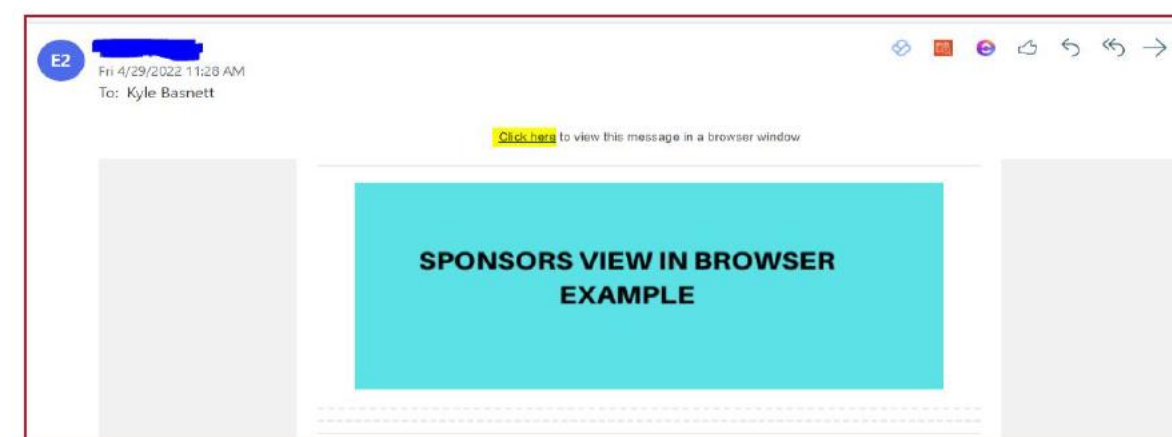 E2
Fri 4/29/2022 11:28 AM
To: Kyle Basnett
Click here to view this message in a browser window
SPONSORS VIEW IN BROWSER
EXAMPLE